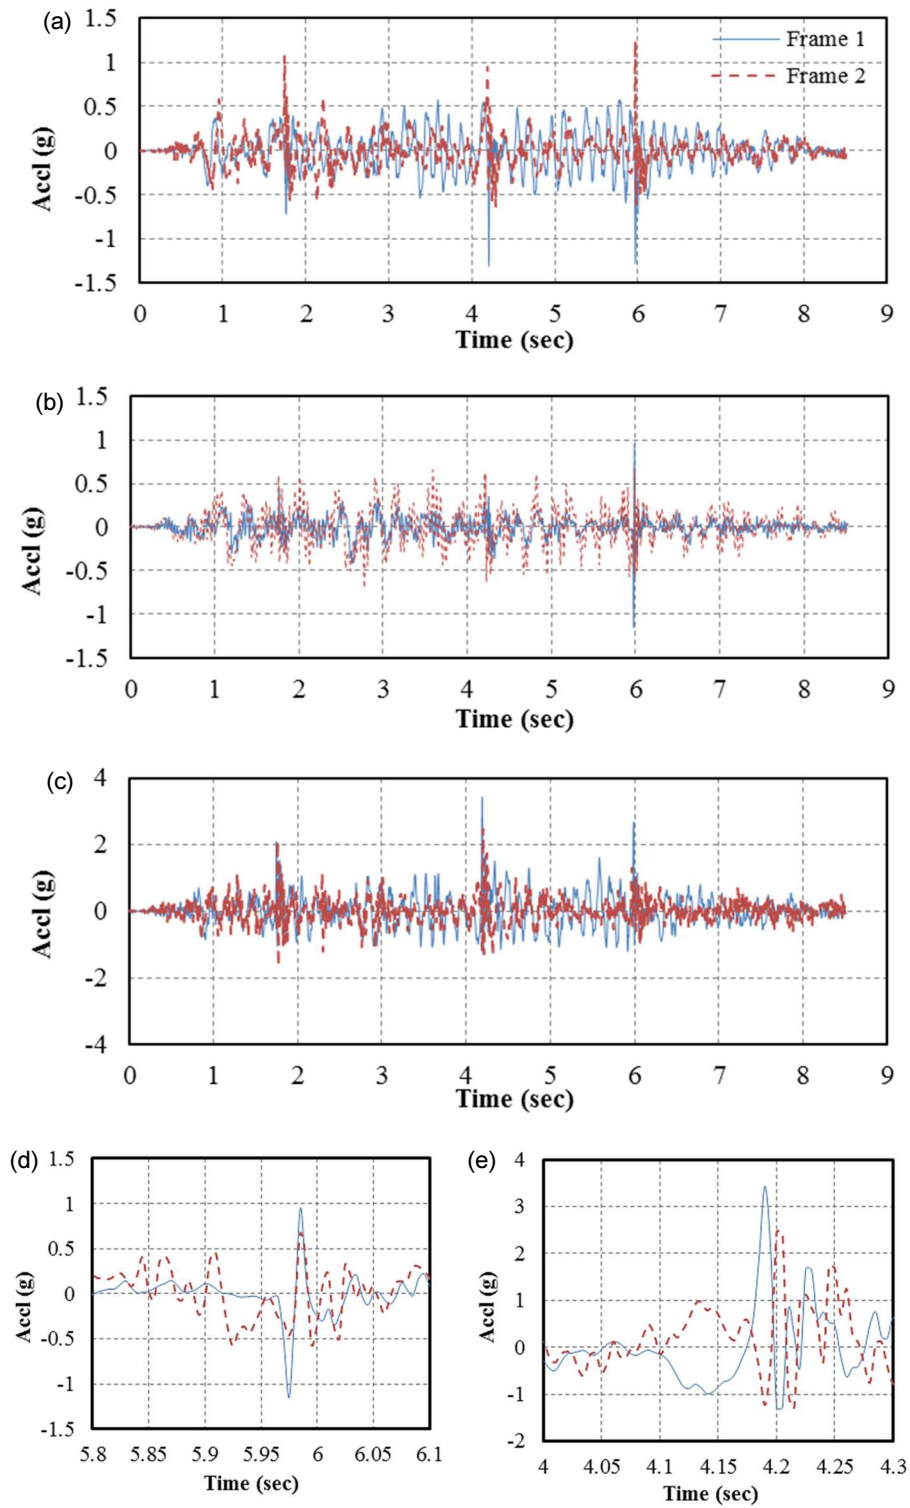 (a)
1.5
1
0.5
0
-0.5
-1
-1.5
Accl (g)
Frame 1
Frame 2
0 1 2 3 4 5 6 7 8 9
Time (sec)
(b)
1.5
1
0.5
0
-0.5
-1
-1.5
Accl (g)
0 1 2 3 4 5 6 7 8 9
Time (sec)
(c)
4
2
0
-2
-4
Accl (g)
0 1 2 3 4 5 6 7 8 9
Time (sec)
(d)
1.5
1
0.5
0
-0.5
-1
-1.5
Accl (g)
5.8 5.85 5.9 5.95 6 6.05 6.1
Time (sec)
(e)
4
3
2
1
0
-1
-2
Accl (g)
4 4.05 4.1 4.15 4.2 4.25 4.3
Time (sec)